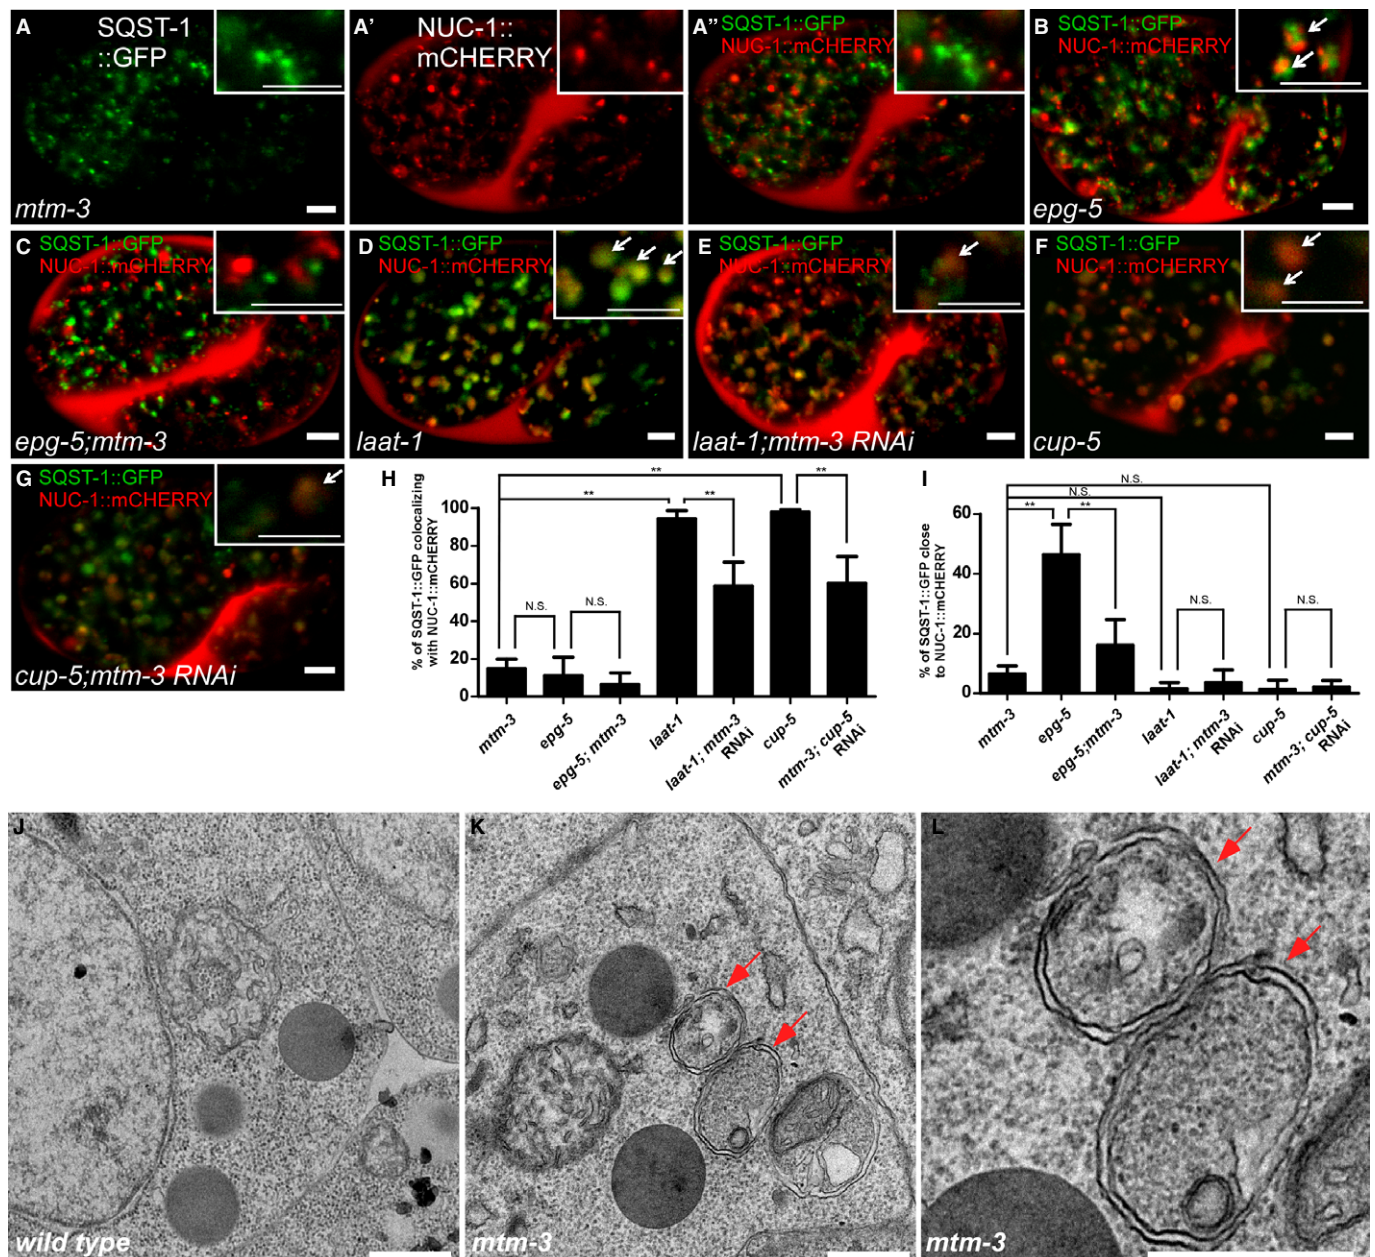 A
SQST-1
::GFP
mtm-3
A’
NUC-1::
mCHERRY
A’’
SQST-1::GFP
NUC-1::mCHERRY
B
SQST-1::GFP
NUC-1::mCHERRY
epg-5
C
SQST-1::GFP
NUC-1::mCHERRY
epg-5;mtm-3
D
SQST-1::GFP
NUC-1::mCHERRY
laat-1
E
SQST-1::GFP
NUC-1::mCHERRY
laat-1;mtm-3 RNAi
F
SQST-1::GFP
NUC-1::mCHERRY
cup-5
G
SQST-1::GFP
NUC-1::mCHERRY
cup-5;mtm-3 RNAi
H
% of SQST-1::GFP colocalizing
with NUC-1::mCHERRY
100
80
60
40
20
0
N.S.
N.S.
**
**
**
**
mtm-3
epg-5
epg-5; mtm-3
laat-1
laat-1; mtm-3
RNAi
cup-5
mtm-3; cup-5
RNAi
I
% of SQST-1::GFP close
to NUC-1::mCHERRY
60
40
20
0
N.S.
N.S.
**
**
N.S.
N.S.
mtm-3
epg-5
epg-5;mtm-3
laat-1
laat-1; mtm-3
RNAi
cup-5
mtm-3; cup-5
RNAi
J
wild type
K
mtm-3
L
mtm-3